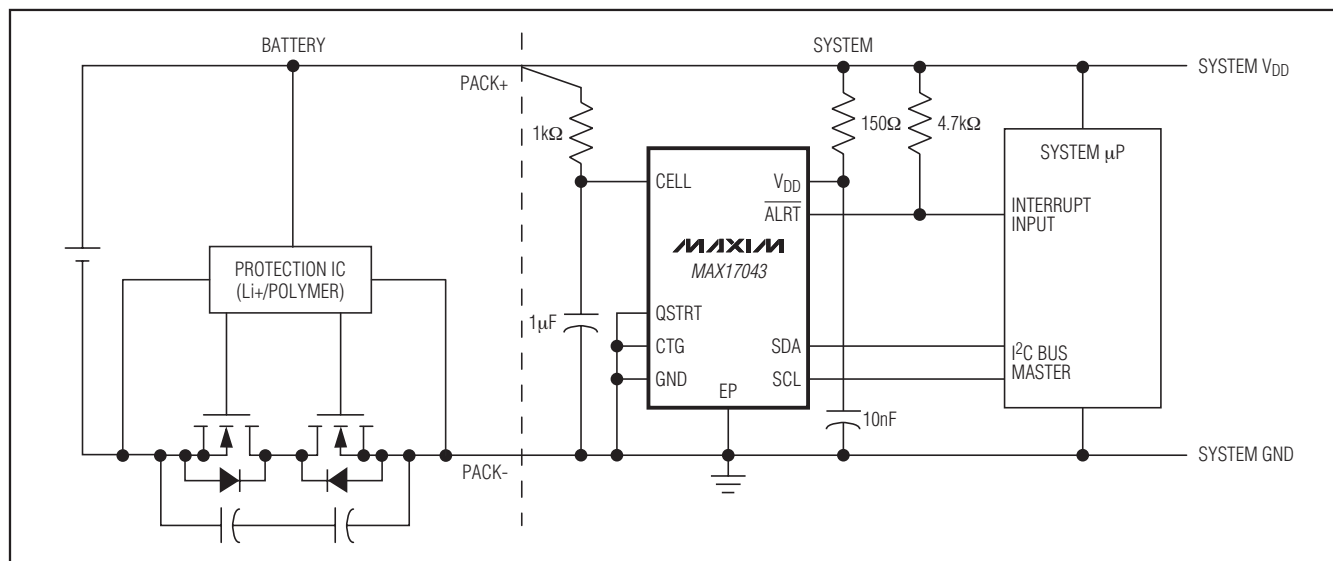 BATTERY
SYSTEM
SYSTEM VDD
PACK+
1kΩ
150Ω
4.7kΩ
SYSTEM µP
CELL
VDD
ALRT
INTERRUPT
INPUT
MAXIM
MAX17043
PROTECTION IC
(Li+/POLYMER)
1µF
QSTRT
CTG
GND
SDA
SCL
EP
I²C BUS
MASTER
10nF
PACK-
SYSTEM GND